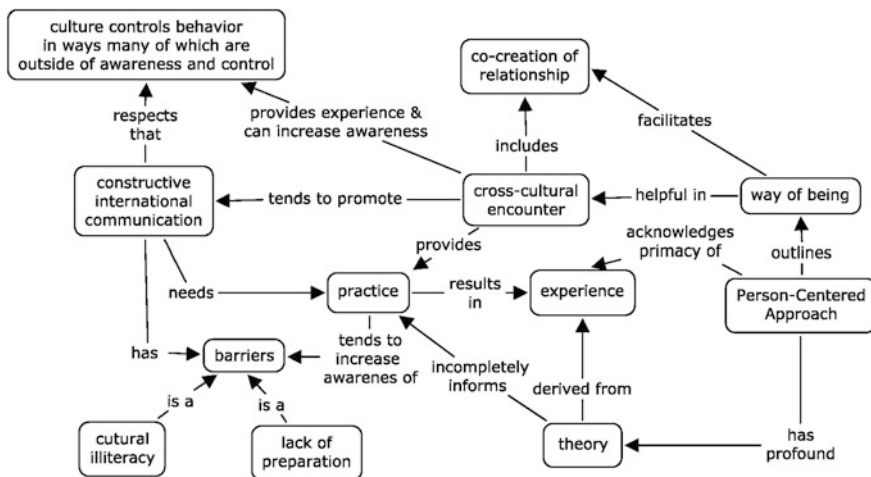 culture controls behavior
in ways many of which are
outside of awareness and control
co-creation of
relationship
respects
that
provides experience &
can increase awareness
includes
facilitates
constructive
international
communication
tends to promote
cross-cultural
encounter
helpful in
way of being
provides
acknowledges
primacy of
outlines
needs
practice
results
in
experience
Person-Centered
Approach
has
barriers
tends to
increase
awarenes of
incompletely
informs
derived from
is a
is a
cutural
illiteracy
lack of
preparation
theory
has
profound